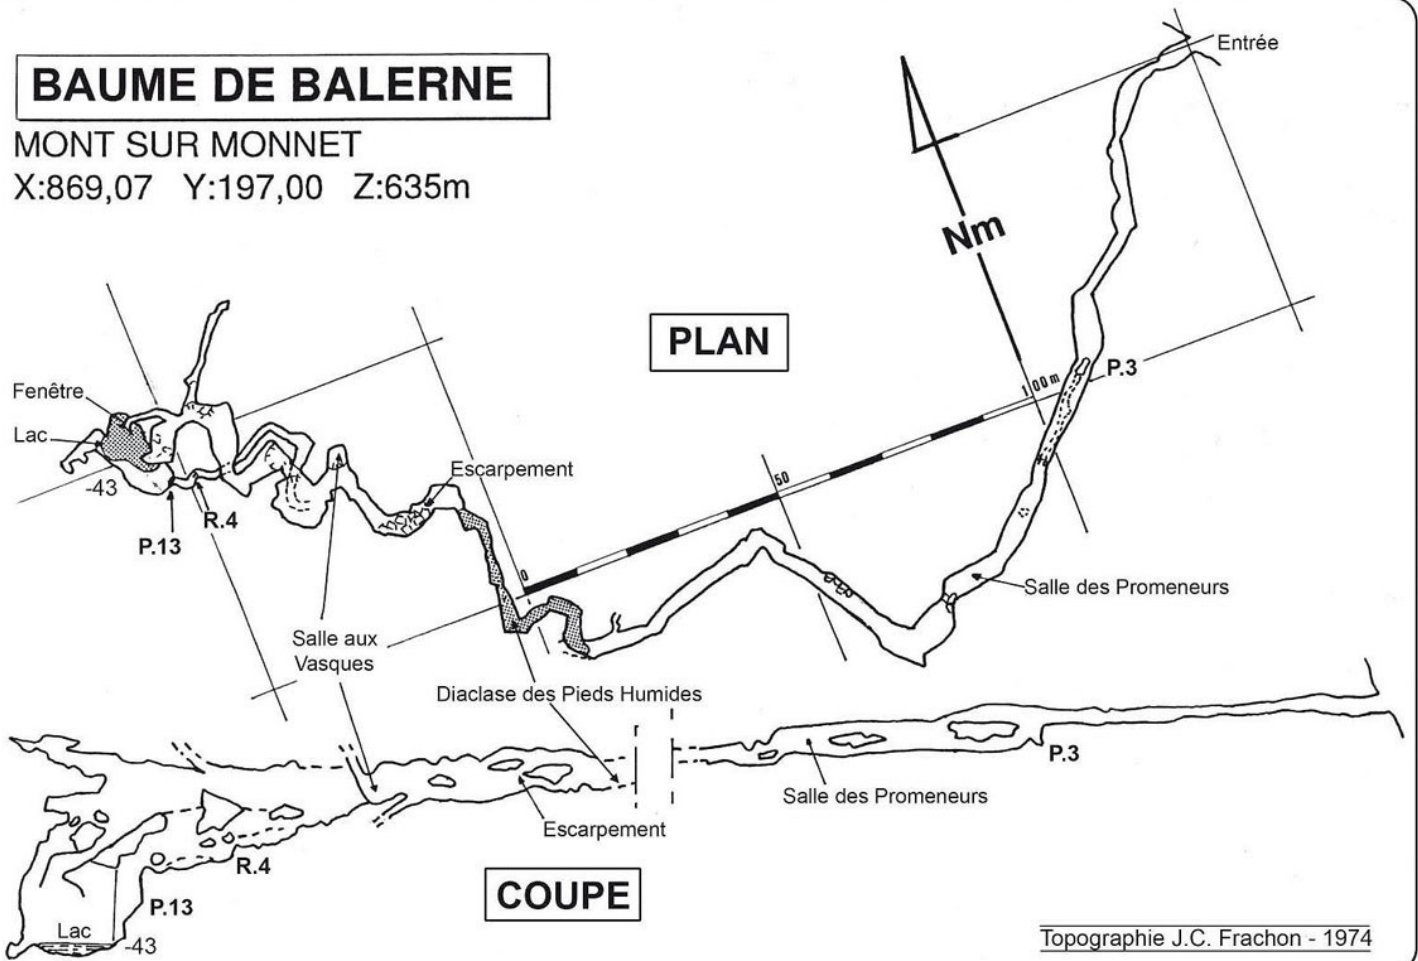 BAUME DE BALERNE
MONT SUR MONNET
X:869,07 Y:197,00 Z:635m
Entrée
Nm
PLAN
P.3
100m
50
0
Fenêtre
Lac
-43
P.13
R.4
Escarpement
Salle des Promeneurs
Salle aux
Vasques
Diaclase des Pieds Humides
P.3
Salle des Promeneurs
Escarpement
R.4
P.13
Lac
-43
COUPE
Topographie J.C. Frachon - 1974